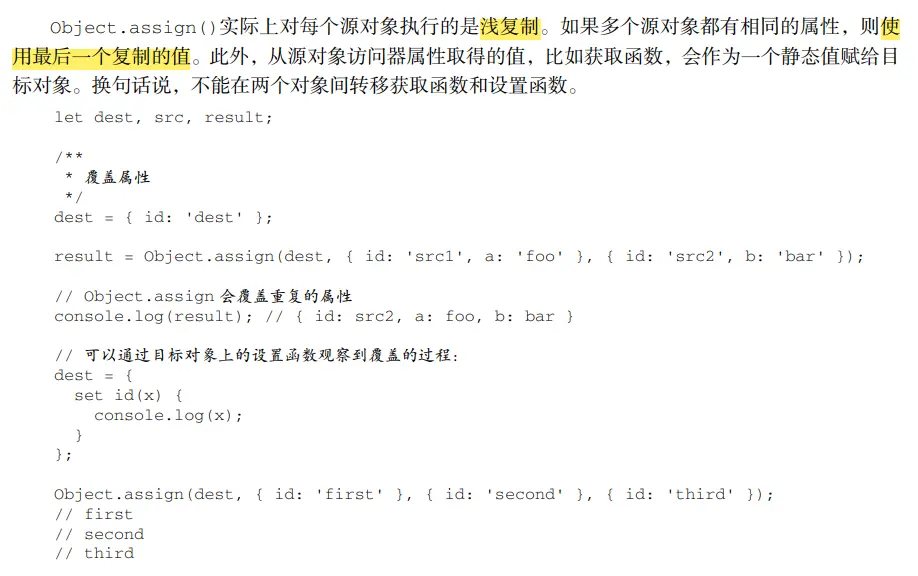 Object.assign()实际上对每个源对象执行的是浅复制。如果多个源对象都有相同的属性，则使
用最后一个复制的值。此外，从源对象访问器属性取得的值，比如获取函数，会作为一个静态值赋给目
标对象。换句话说，不能在两个对象间转移获取函数和设置函数。
let dest, src, result;
/**
 * 覆盖属性
 */
dest = { id: 'dest' };
result = Object.assign(dest, { id: 'src1', a: 'foo' }, { id: 'src2', b: 'bar' });
// Object.assign 会覆盖重复的属性
console.log(result); // { id: src2, a: foo, b: bar }
// 可以通过目标对象上的设置函数观察到覆盖的过程：
dest = {
  set id(x) {
    console.log(x);
  }
};
Object.assign(dest, { id: 'first' }, { id: 'second' }, { id: 'third' });
// first
// second
// third